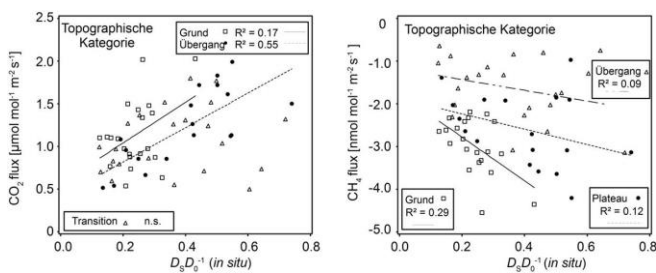 Topographische
Kategorie
Grund □ R² = 0.17
Übergang • R² = 0.55
CO2 flux [µmol mol-1 m-2 s-1]
2.0
1.5
1.0
0.5
0.0
Transition △ n.s.
0.0 0.2 0.4 0.6 0.8
DSD0-1 (in situ)
Topographische Kategorie
CH4 flux [nmol mol-1 m-2 s-1]
-1.0
-2.0
-3.0
-4.0
-5.0
Übergang △
R² = 0.09
Grund □
R² = 0.29
Plateau •
R² = 0.12
0.0 0.2 0.4 0.6 0.8
DSD0-1 (in situ)